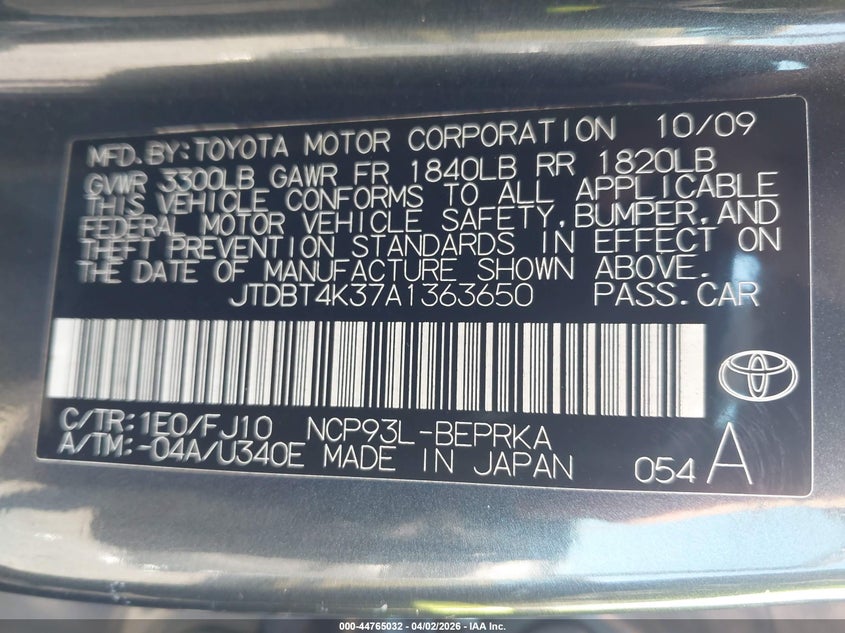 MFD.BY:TOYOTA MOTOR CORPORATION 10/09
GVWR 3300LB GAWR FR 1840LB RR 1820LB
THIS VEHICLE CONFORMS TO ALL APPLICABLE
FEDERAL MOTOR VEHICLE SAFETY,BUMPER,AND
THEFT PREVENTION STANDARDS IN EFFECT ON
THE DATE OF MANUFACTURE SHOWN ABOVE.
JTDBT4K37A1363650 PASS.CAR
C/TR:1E0/FJ10 NCP93L-BEPRKA
A/TM:-04A/U340E MADE IN JAPAN 054 A
000-44765032 - 04/02/2026 - IAA Inc.